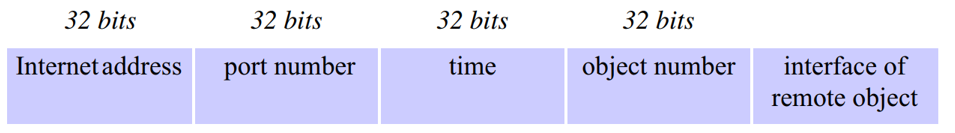 32 bits 32 bits 32 bits 32 bits
Internet address port number time object number interface of
remote object